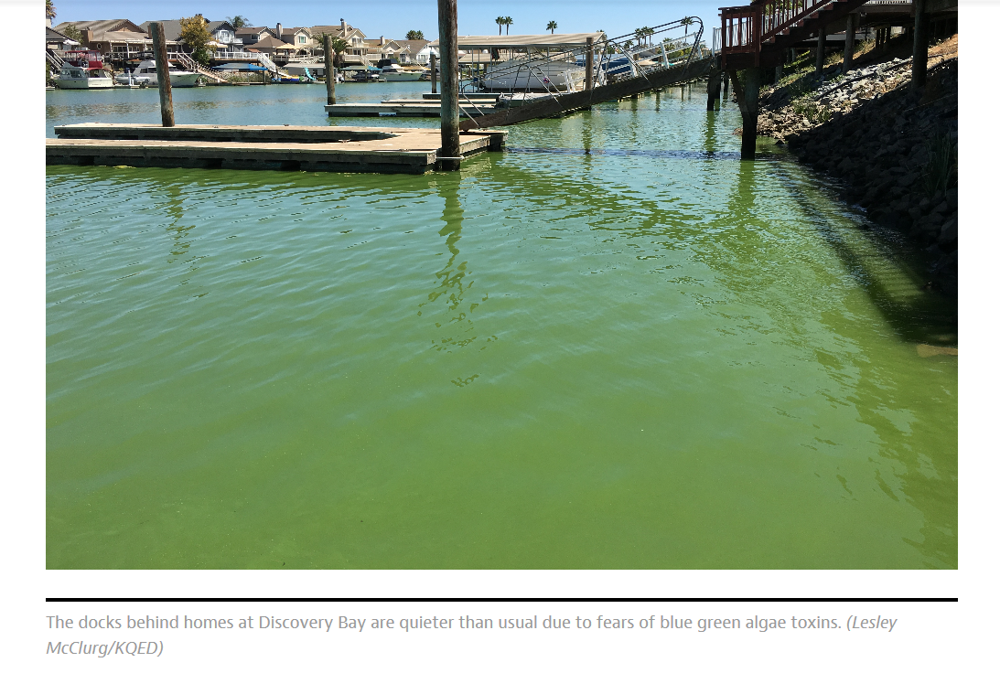 The docks behind homes at Discovery Bay are quieter than usual due to fears of blue green algae toxins. (Lesley
McClurg/KQED)